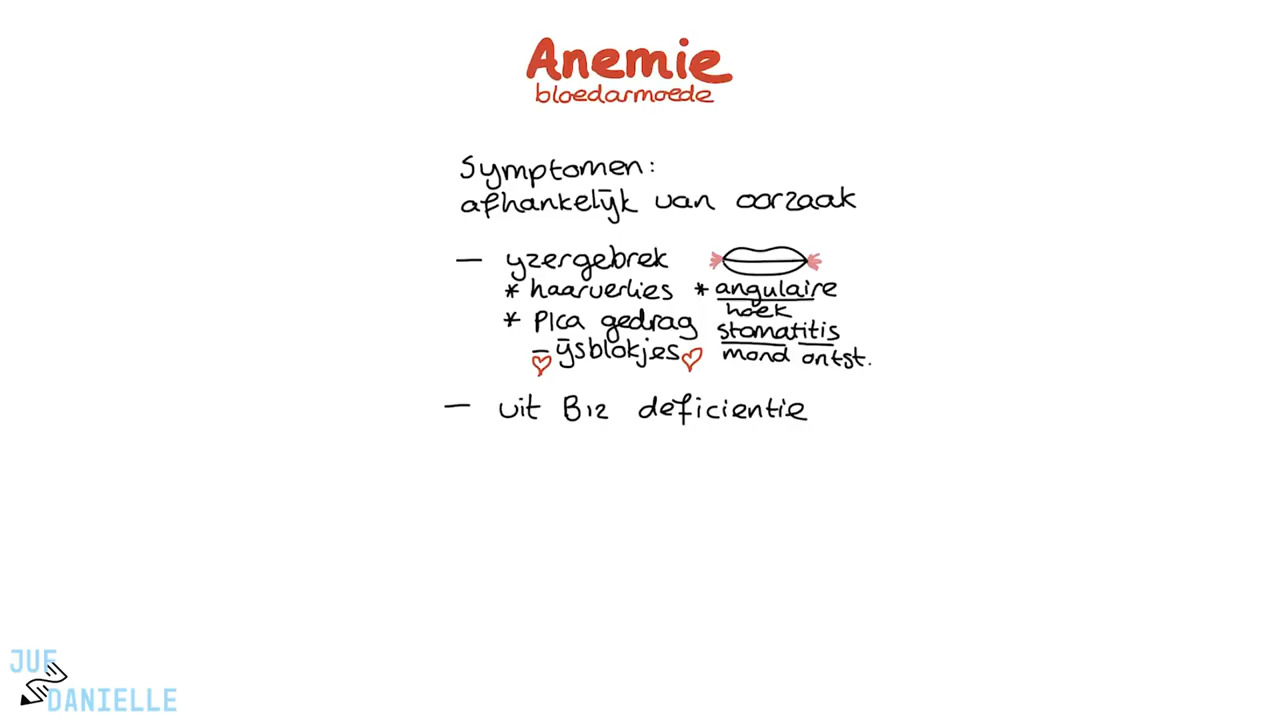 Anemie
bloedarmoede
Symptomen:
afhankelijk van oorzaak
— yzergebrek
* haarverlies * angulaire
hoek
* Pica gedrag stomatitis
– ijsblokjes mond ontst.
— uit B12 deficientie
JUF
DANIELLE